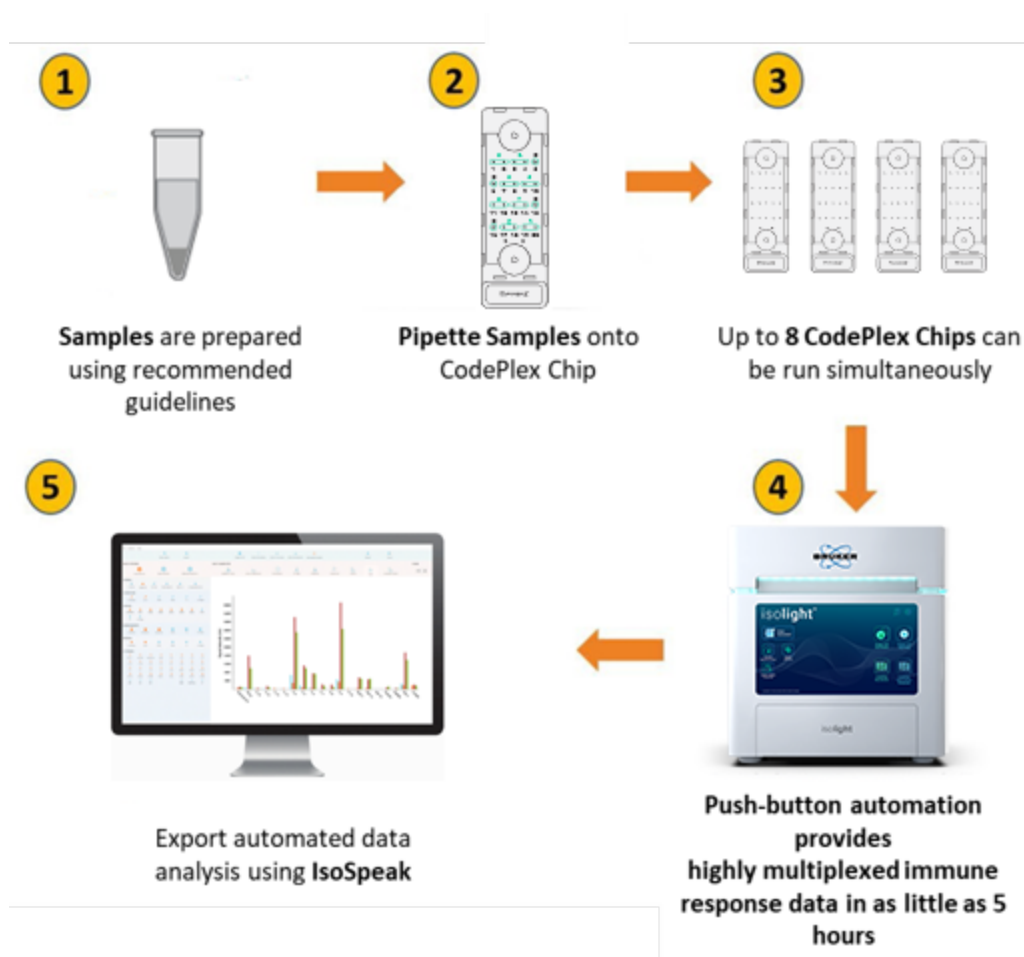 1
2
3
Samples are prepared
using recommended
guidelines
Pipette Samples onto
CodePlex Chip
Up to 8 CodePlex Chips can
be run simultaneously
4
BRUKER
isolight
isolight
Push-button automation
provides
highly multiplexed immune
response data in as little as 5
hours
5
Export automated data
analysis using IsoSpeak